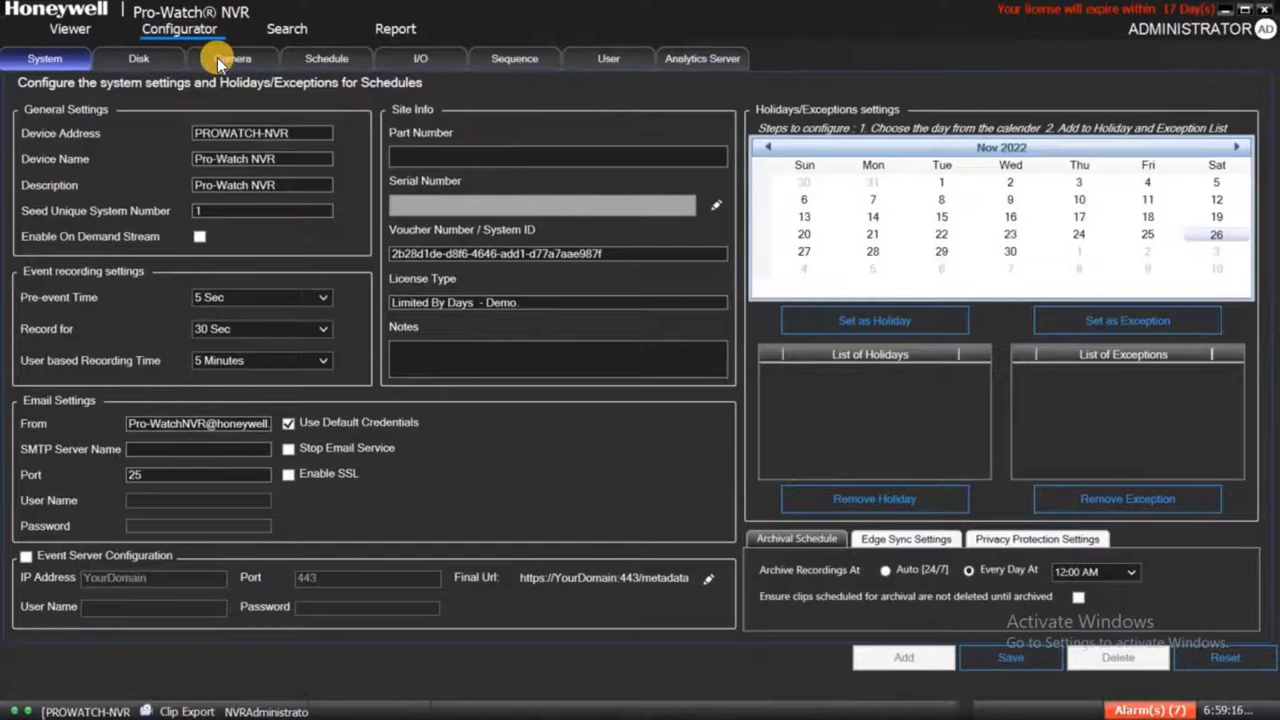 Honeywell | Pro-Watch® NVR
Your license will expire within 17 Day(s)
Viewer Configurator Search Report
ADMINISTRATOR AD
System Disk Camera Schedule I/O Sequence User Analytics Server
Configure the system settings and Holidays/Exceptions for Schedules
General Settings
Device Address PROWATCH-NVR
Device Name Pro-Watch NVR
Description Pro-Watch NVR
Seed Unique System Number 1
Enable On Demand Stream
Event recording settings
Pre-event Time 5 Sec
Record for 30 Sec
User based Recording Time 5 Minutes
Site Info
Part Number
Serial Number
Voucher Number / System ID
2b28d1de-d8f6-4646-add1-d77a7aae987f
License Type
Limited By Days - Demo.
Notes
Email Settings
From Pro-WatchNVR@honeywell. Use Default Credentials
SMTP Server Name Stop Email Service
Port 25 Enable SSL
User Name
Password
Event Server Configuration
IP Address YourDomain Port 443 Final Url: https://YourDomain:443/metadata
User Name Password
Holidays/Exceptions settings
Steps to configure : 1. Choose the day from the calender 2. Add to Holiday and Exception List
Nov 2022
Sun Mon Tue Wed Thu Fri Sat
30 31 1 2 3 4 5
6 7 8 9 10 11 12
13 14 15 16 17 18 19
20 21 22 23 24 25 26
27 28 29 30 1 2 3
4 5 6 7 8 9 10
Set as Holiday Set as Exception
List of Holidays List of Exceptions
Remove Holiday Remove Exception
Archival Schedule Edge Sync Settings Privacy Protection Settings
Archive Recordings At Auto [24/7] Every Day At 12:00 AM
Ensure clips scheduled for archival are not deleted until archived
Activate Windows
Go to Settings to activate Windows.
Add Save Delete Reset
[PROWATCH-NVR Clip Export NVRAdministrato Alarm(s) (7) 6:59:16...